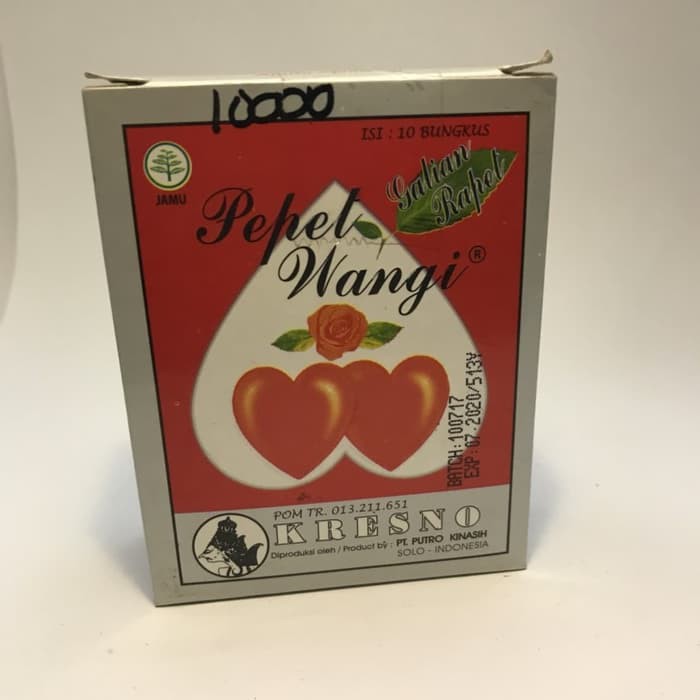 10000
ISI : 10 BUNGKUS
JAMU
Galian
Rapet
Pepet
Wangi ®
BATCH:100717
EXP:07-2020/513Y
POM TR. 013.211.651
KRESNO
Diproduksi oleh / Product by : PT. PUTRO KINASIH
SOLO - INDONESIA